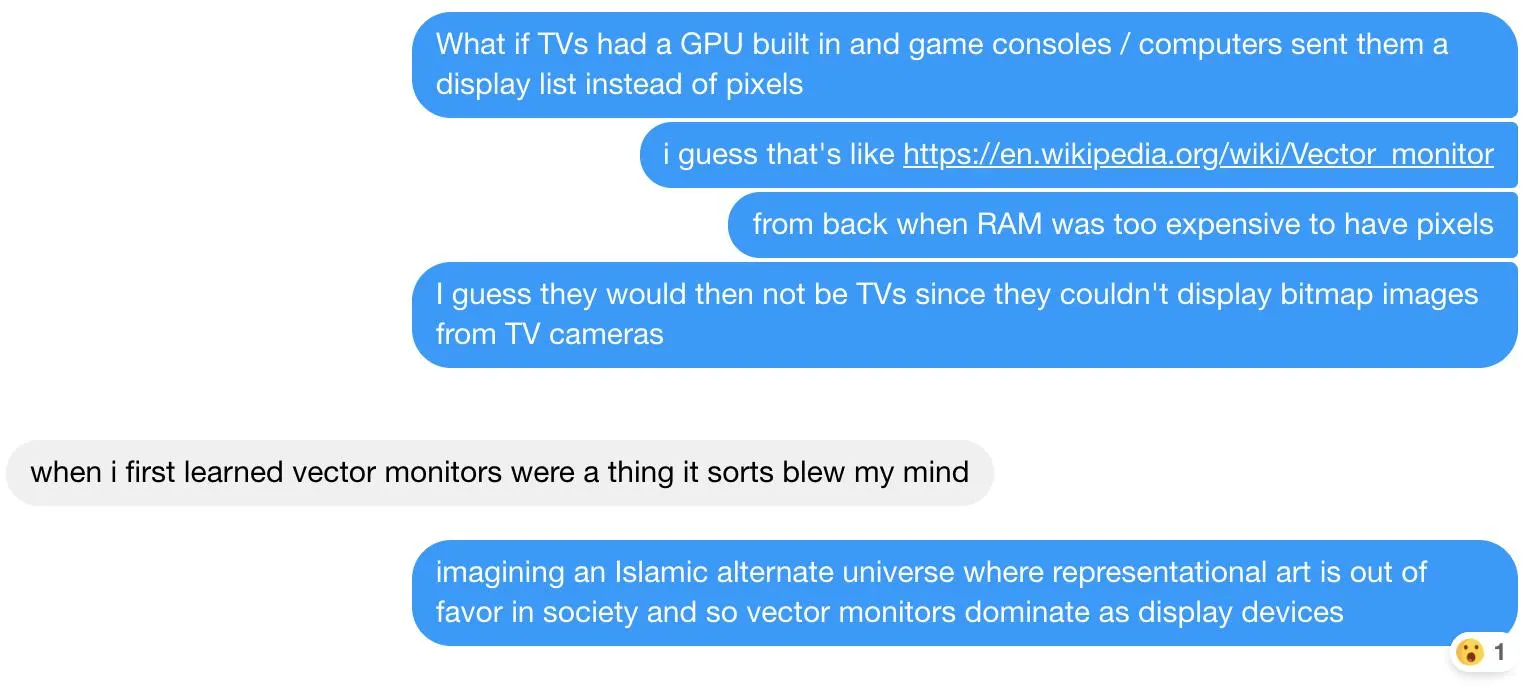 What if TVs had a GPU built in and game consoles / computers sent them a
display list instead of pixels
i guess that's like https://en.wikipedia.org/wiki/Vector_monitor
from back when RAM was too expensive to have pixels
I guess they would then not be TVs since they couldn't display bitmap images
from TV cameras
when i first learned vector monitors were a thing it sorts blew my mind
imagining an Islamic alternate universe where representational art is out of
favor in society and so vector monitors dominate as display devices
1